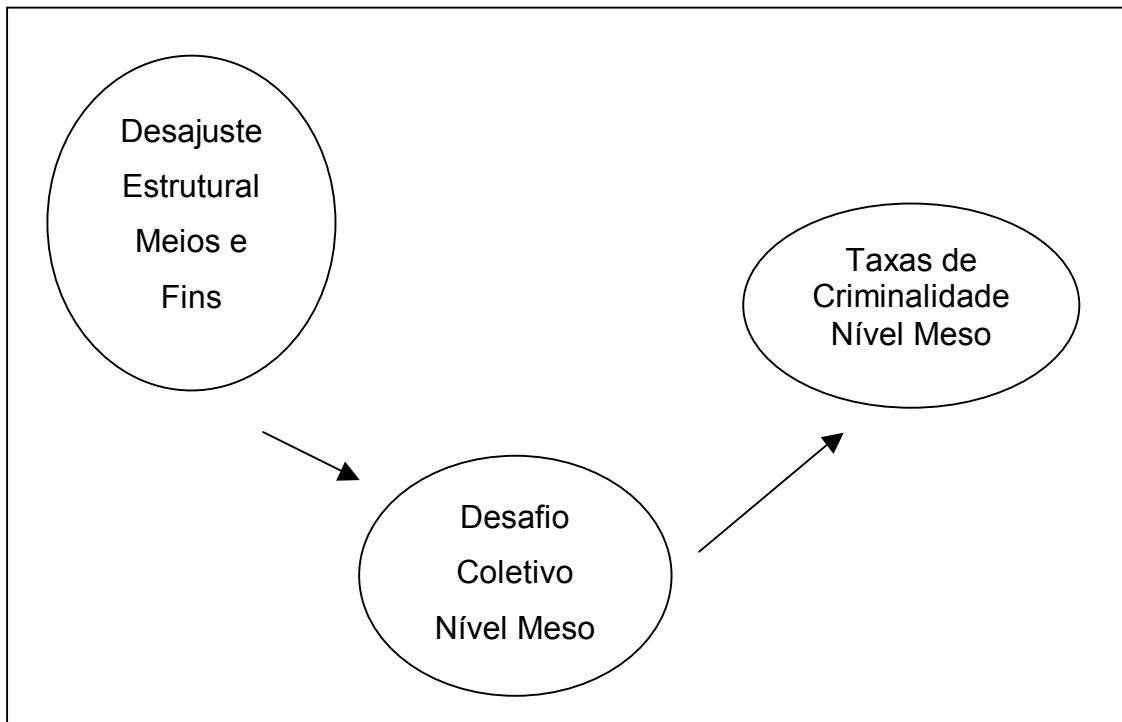 Desajuste
Estrutural
Meios e
Fins
Taxas de
Criminalidade
Nível Meso
Desafio
Coletivo
Nível Meso